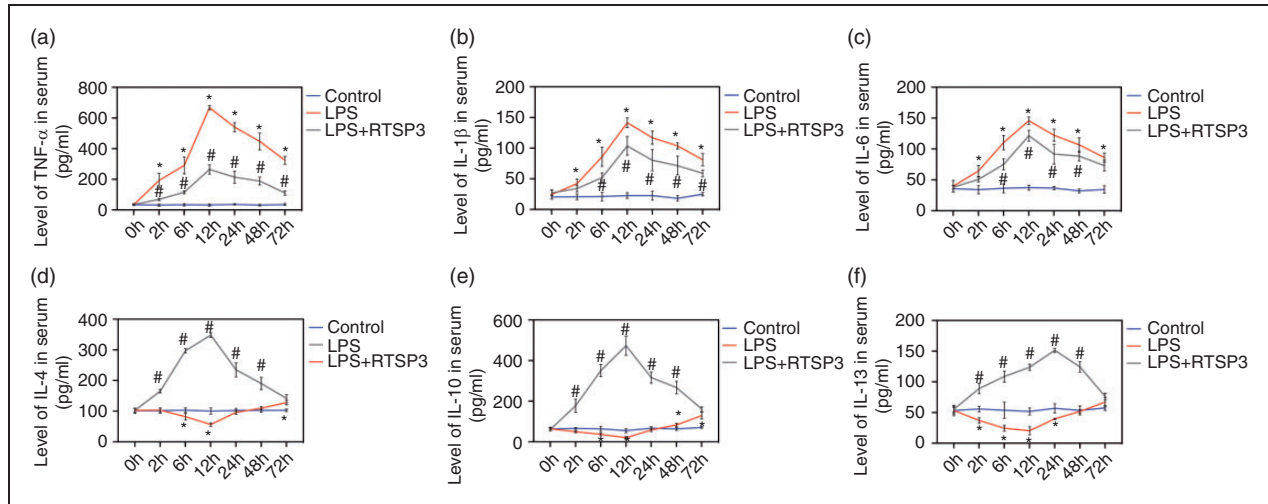 (a)
Level of TNF-α in serum
(pg/ml)
800
600
400
200
0
0h 2h 6h 12h 24h 48h 72h
* * * * * *
# # # # # #
Control
LPS
LPS+RTSP3
(b)
Level of IL-1β in serum
(pg/ml)
200
150
100
50
0
0h 2h 6h 12h 24h 48h 72h
* * * * * *
# # # # #
Control
LPS
LPS+RTSP3
(c)
Level of IL-6 in serum
(pg/ml)
200
150
100
50
0
0h 2h 6h 12h 24h 48h 72h
* * * * * *
# # # #
Control
LPS
LPS+RTSP3
(d)
Level of IL-4 in serum
(pg/ml)
400
300
200
100
0
0h 2h 6h 12h 24h 48h 72h
# # # # #
* * *
Control
LPS
LPS+RTSP3
(e)
Level of IL-10 in serum
(pg/ml)
600
400
200
0
0h 2h 6h 12h 24h 48h 72h
# # # # #
* * * *
Control
LPS
LPS+RTSP3
(f)
Level of IL-13 in serum
(pg/ml)
200
150
100
50
0
0h 2h 6h 12h 24h 48h 72h
# # # # #
* * * *
Control
LPS
LPS+RTSP3